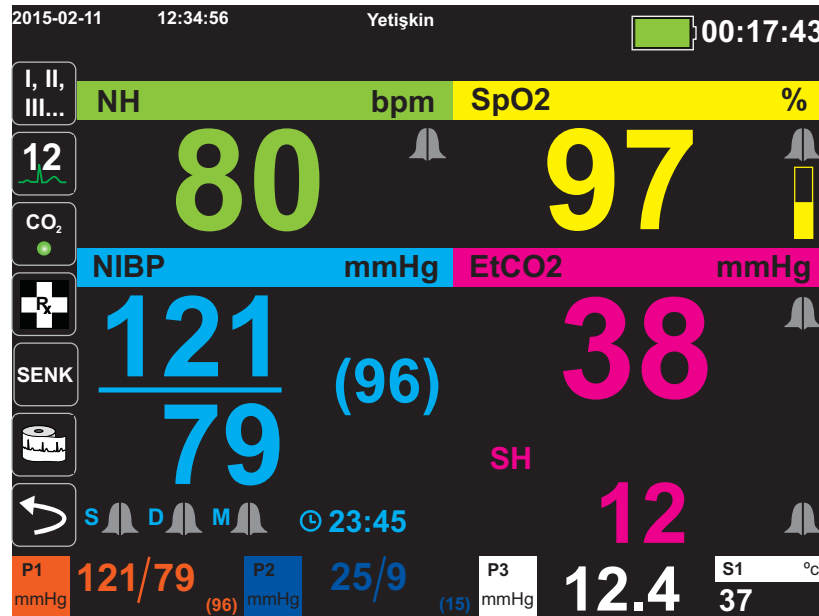 2015-02-11 12:34:56 Yetişkin 00:17:43
I, II,
III...
NH bpm SpO2 %
12
80 97
CO₂
NIBP mmHg EtCO2 mmHg
Rx
121
79
(96)
38
SENK
SH
12
S D M 23:45
P1
mmHg
121/79 (96)
P2
mmHg
25/9 (15)
P3
mmHg
12.4
S1 ºc
37